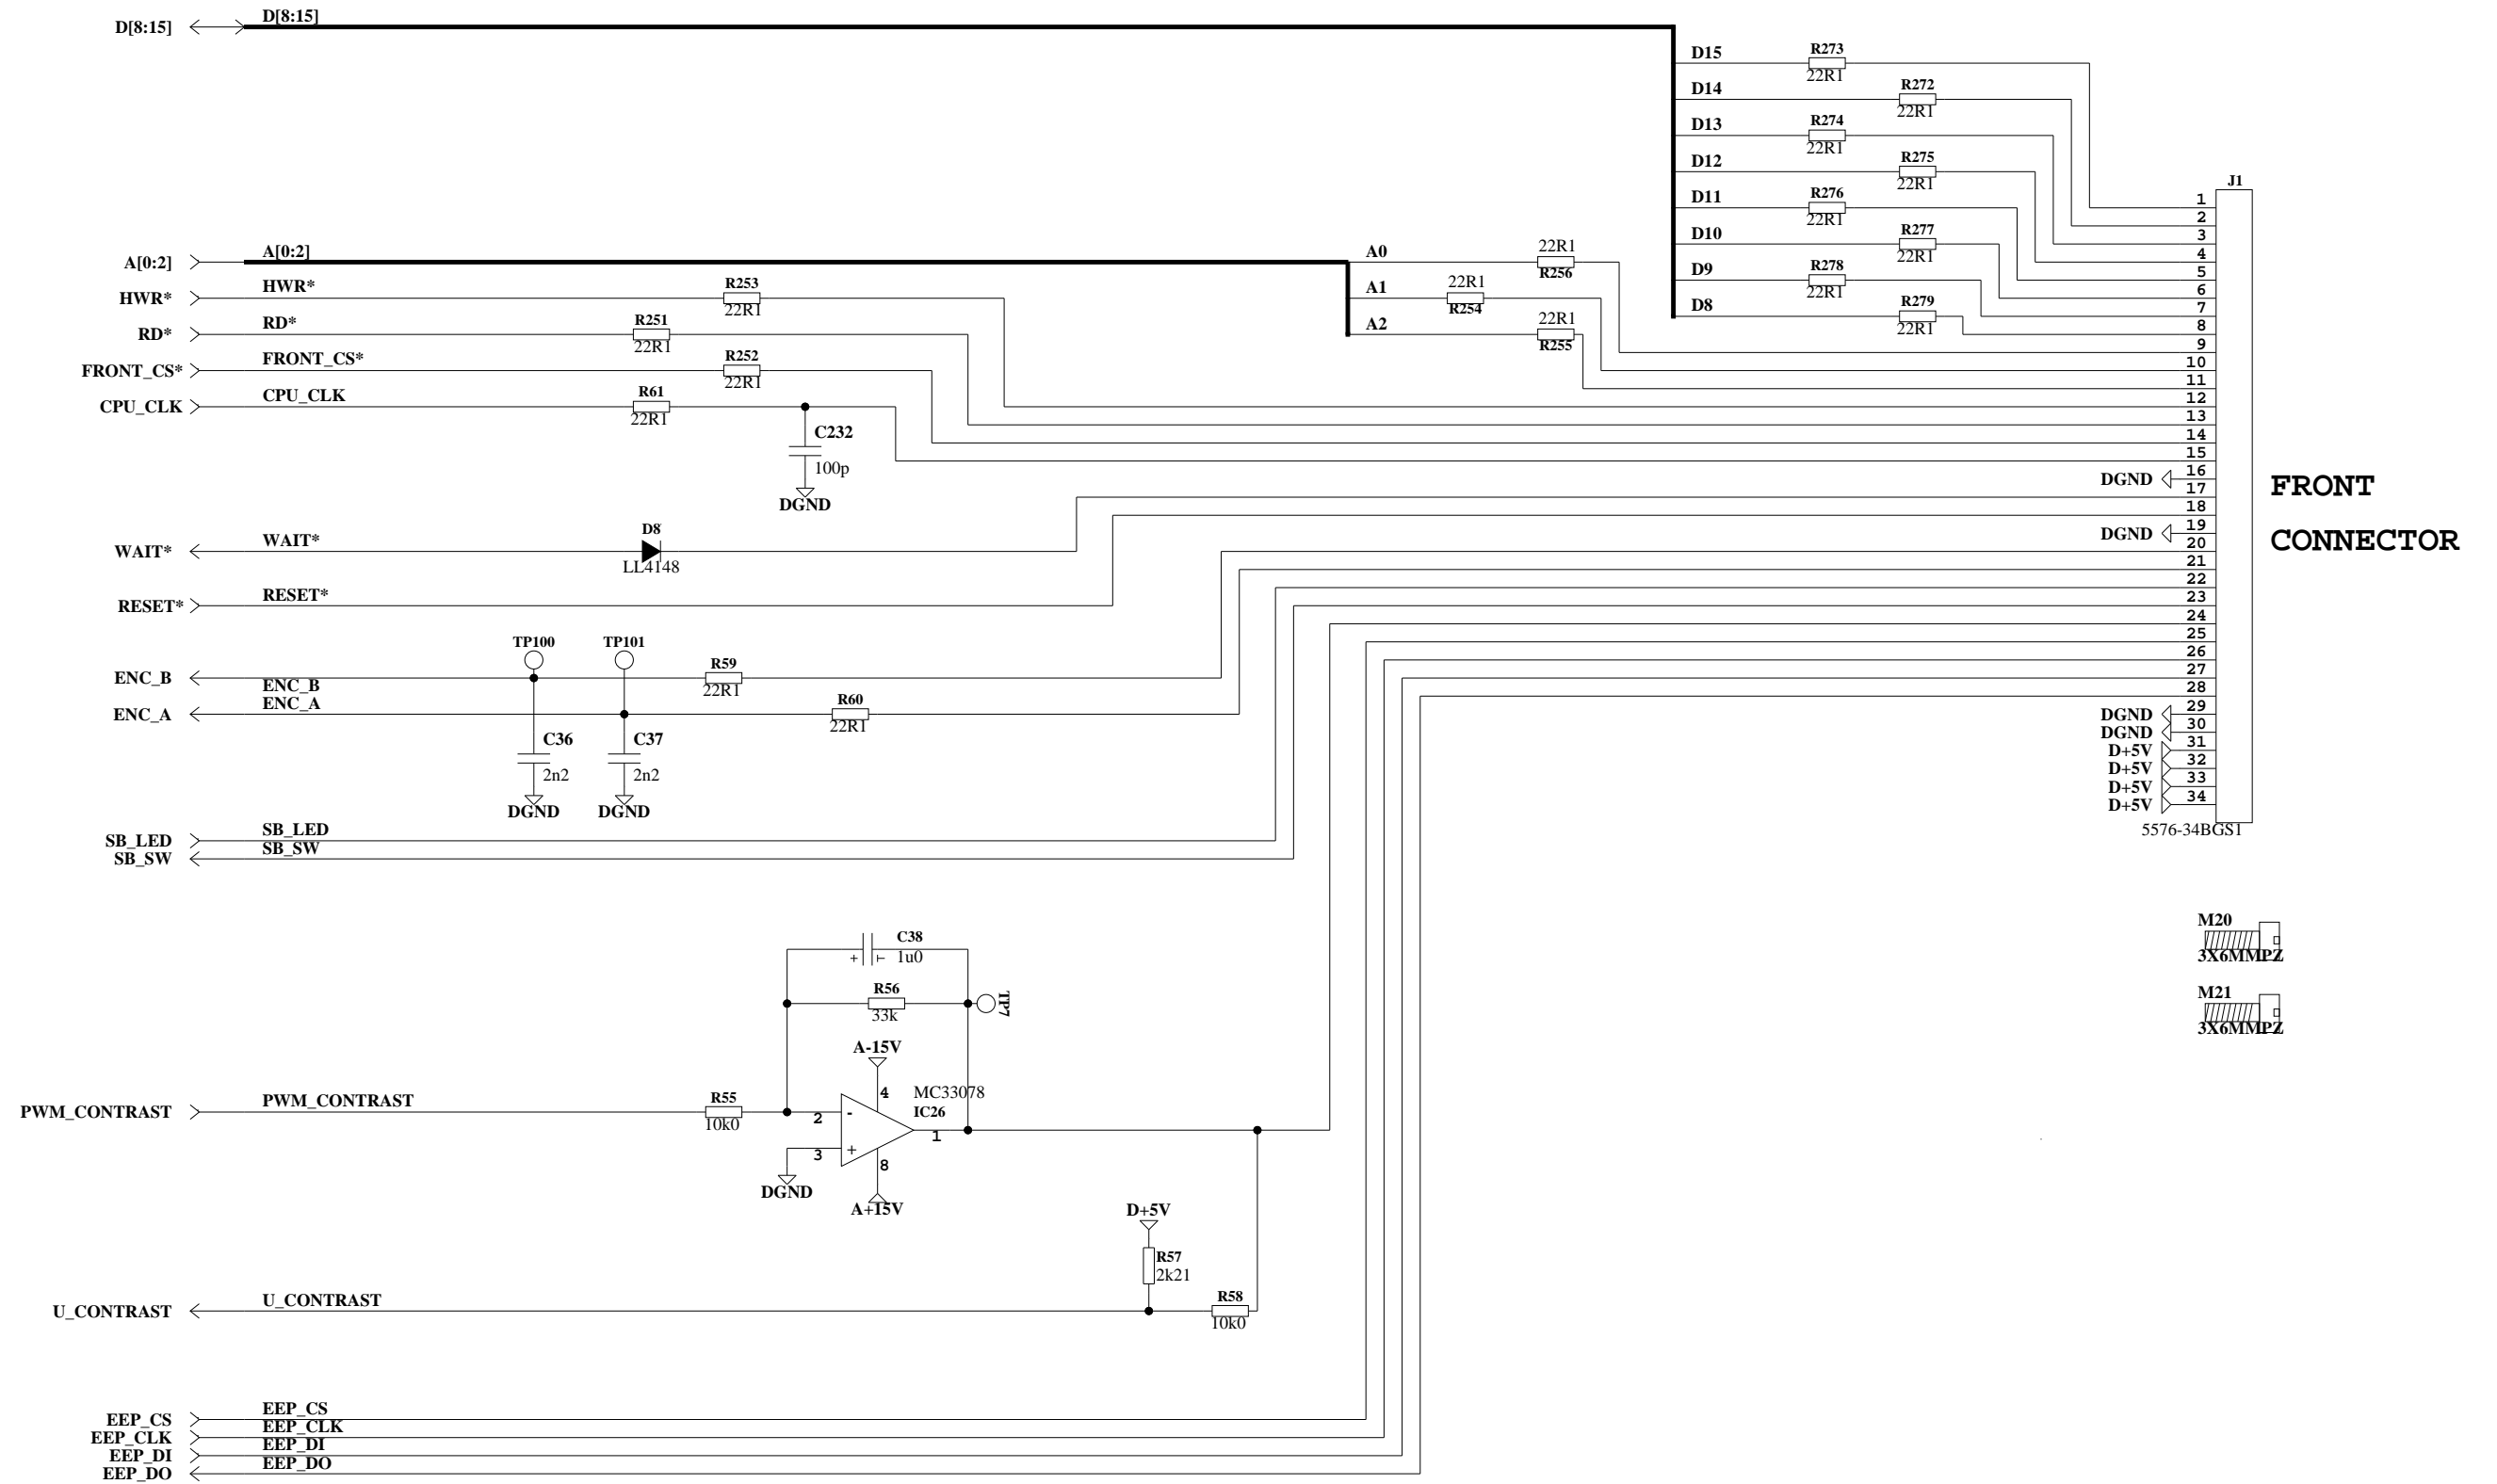 D[8:15] D[8:15]
D15 R273 22R1
D14 R272 22R1
D13 R274 22R1
D12 R275 22R1
D11 R276 22R1
D10 R277 22R1
D9 R278 22R1
D8 R279 22R1
A[0:2] A[0:2]
A0 22R1 R256
A1 22R1 R254
A2 22R1 R255
HWR* HWR* R253 22R1
RD* RD* R251 22R1
FRONT_CS* FRONT_CS* R252 22R1
CPU_CLK CPU_CLK R61 22R1
C232
100p
DGND
WAIT* WAIT* D8 LL4148
RESET* RESET*
TP100 TP101
ENC_B ENC_B R59 22R1
ENC_A ENC_A R60 22R1
C36 C37
2n2 2n2
DGND DGND
SB_LED SB_LED
SB_SW SB_SW
J1
1
2
3
4
5
6
7
8
9
10
11
12
13
14
15
DGND 16
17
18
DGND 19
20
21
22
23
24
25
26
27
28
DGND 29
DGND 30
D+5V 31
D+5V 32
D+5V 33
D+5V 34
5576-34BGS1
FRONT
CONNECTOR
M20
3X6MMPZ
M21
3X6MMPZ
C38
+ 1u0
R56
33k
TP7
A-15V
4
MC33078
IC26
PWM_CONTRAST PWM_CONTRAST R55 10k0
2 -
1
3 +
8
DGND
A+15V
D+5V
R57
2k21
U_CONTRAST U_CONTRAST R58 10k0
EEP_CS EEP_CS
EEP_CLK EEP_CLK
EEP_DI EEP_DI
EEP_DO EEP_DO